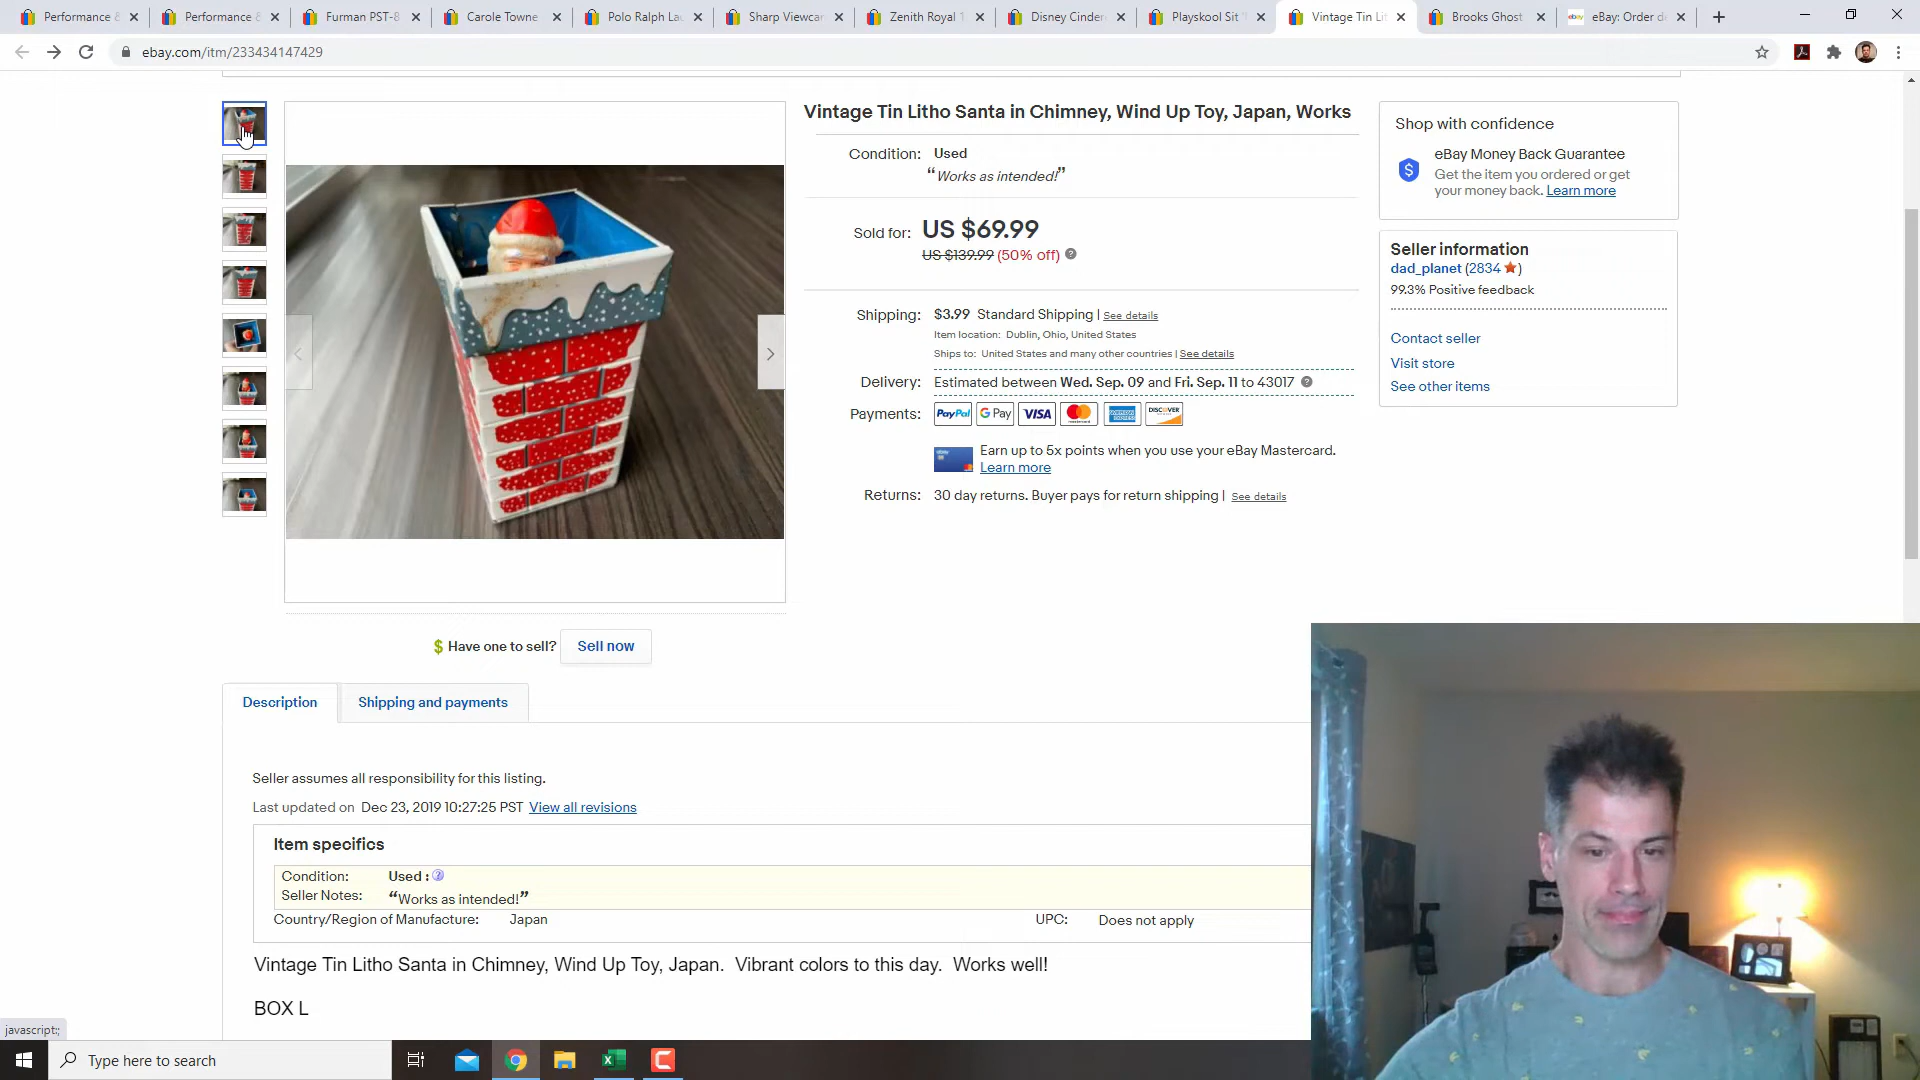 Performance &
Performance &
Furman PST-8
Carole Towne
Polo Ralph La
Sharp Viewcar
Zenith Royal 1
Disney Cinder
Playskool Sit '
Vintage Tin Lit
Brooks Ghost
eBay: Order d
ebay.com/itm/233434147429
Vintage Tin Litho Santa in Chimney, Wind Up Toy, Japan, Works
Condition: Used
“Works as intended!”
Sold for: US $69.99
US $139.99 (50% off)
Shipping: $3.99 Standard Shipping | See details
Item location: Dublin, Ohio, United States
Ships to: United States and many other countries | See details
Delivery: Estimated between Wed. Sep. 09 and Fri. Sep. 11 to 43017
Payments: PayPal G Pay VISA mastercard AMERICAN EXPRESS DISCOVER
ebay Earn up to 5x points when you use your eBay Mastercard.
Learn more
Returns: 30 day returns. Buyer pays for return shipping | See details
Shop with confidence
eBay Money Back Guarantee
Get the item you ordered or get
your money back. Learn more
Seller information
dad_planet (2834 )
99.3% Positive feedback
Contact seller
Visit store
See other items
$ Have one to sell? Sell now
Description
Shipping and payments
Seller assumes all responsibility for this listing.
Last updated on Dec 23, 2019 10:27:25 PST View all revisions
Item specifics
Condition: Used :
Seller Notes: “Works as intended!”
Country/Region of Manufacture: Japan
UPC: Does not apply
Vintage Tin Litho Santa in Chimney, Wind Up Toy, Japan. Vibrant colors to this day. Works well!
BOX L
javascript:;
Type here to search